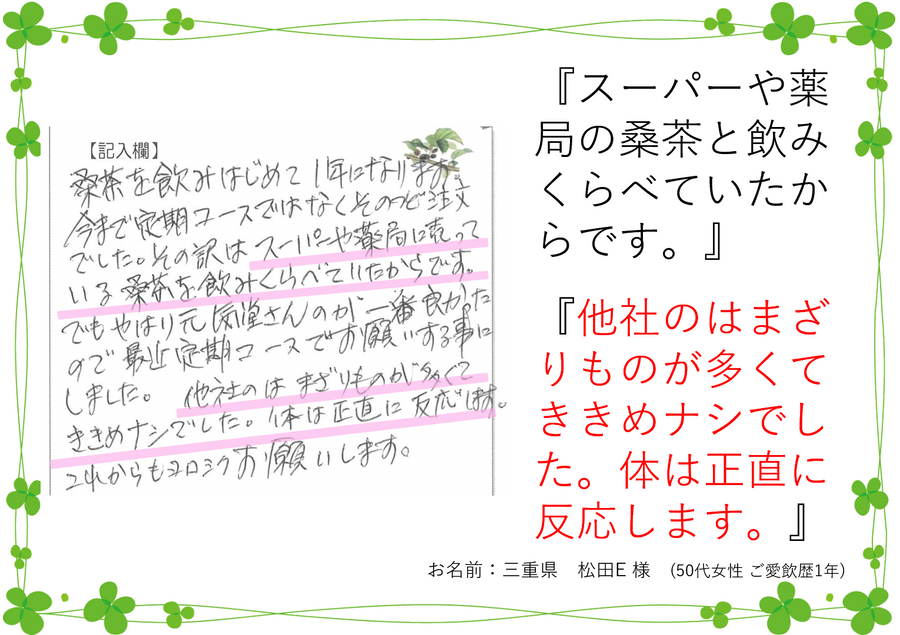 【記入欄】
桑茶を飲みはじめて1年になります。
今まで定期コースではなくそのつど注文
でした。その訳はスーパーや薬局に売って
いる桑茶を飲みくらべていたからです。
でもやはり元気堂さんのが一番良かった
ので最近定期コースでお願いする事に
しました。他社のはまざりものが多くて
ききめナシでした。体は正直に反応します。
これからもヨロシクお願いします。
『スーパーや薬
局の桑茶と飲み
くらべていたか
らです。』
『他社のはまざ
りものが多くて
ききめナシでし
た。体は正直に
反応します。』
お名前：三重県　松田E 様　(50代女性 ご愛飲歴1年)